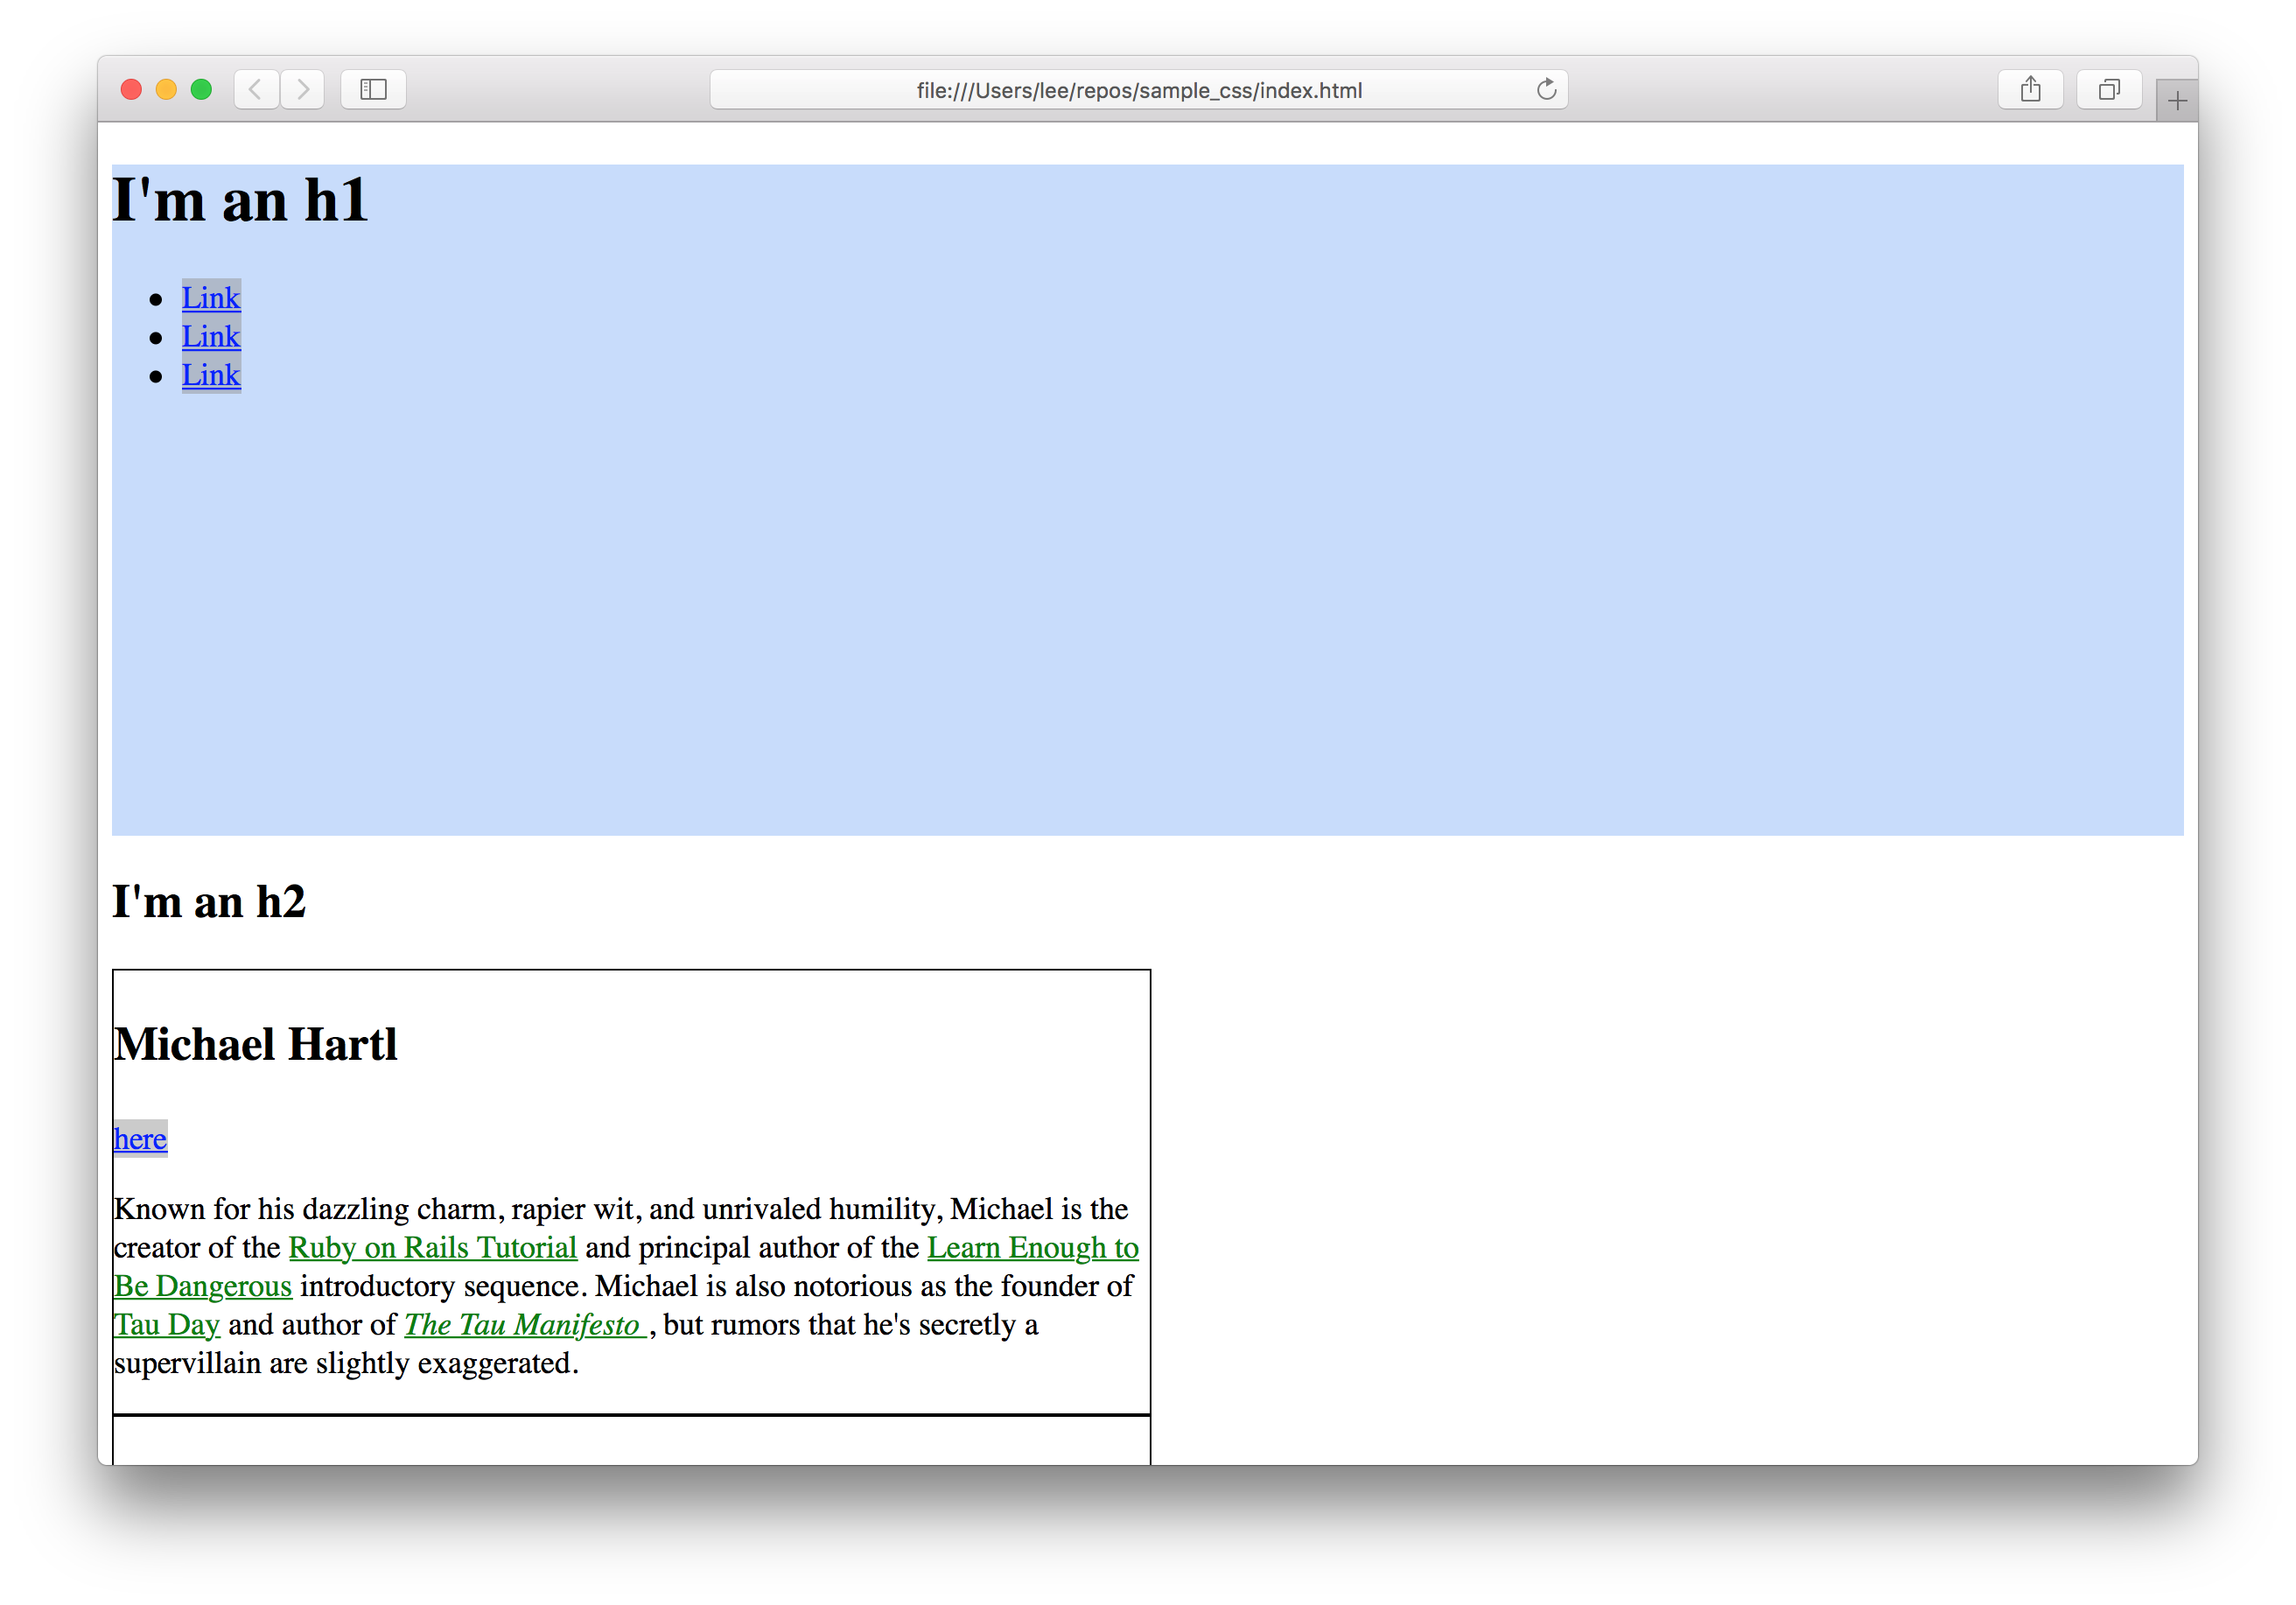 file:///Users/lee/repos/sample_css/index.html
I'm an h1
Link
Link
Link
I'm an h2
Michael Hartl
here
Known for his dazzling charm, rapier wit, and unrivaled humility, Michael is the
creator of the Ruby on Rails Tutorial and principal author of the Learn Enough to
Be Dangerous introductory sequence. Michael is also notorious as the founder of
Tau Day and author of The Tau Manifesto , but rumors that he's secretly a
supervillain are slightly exaggerated.